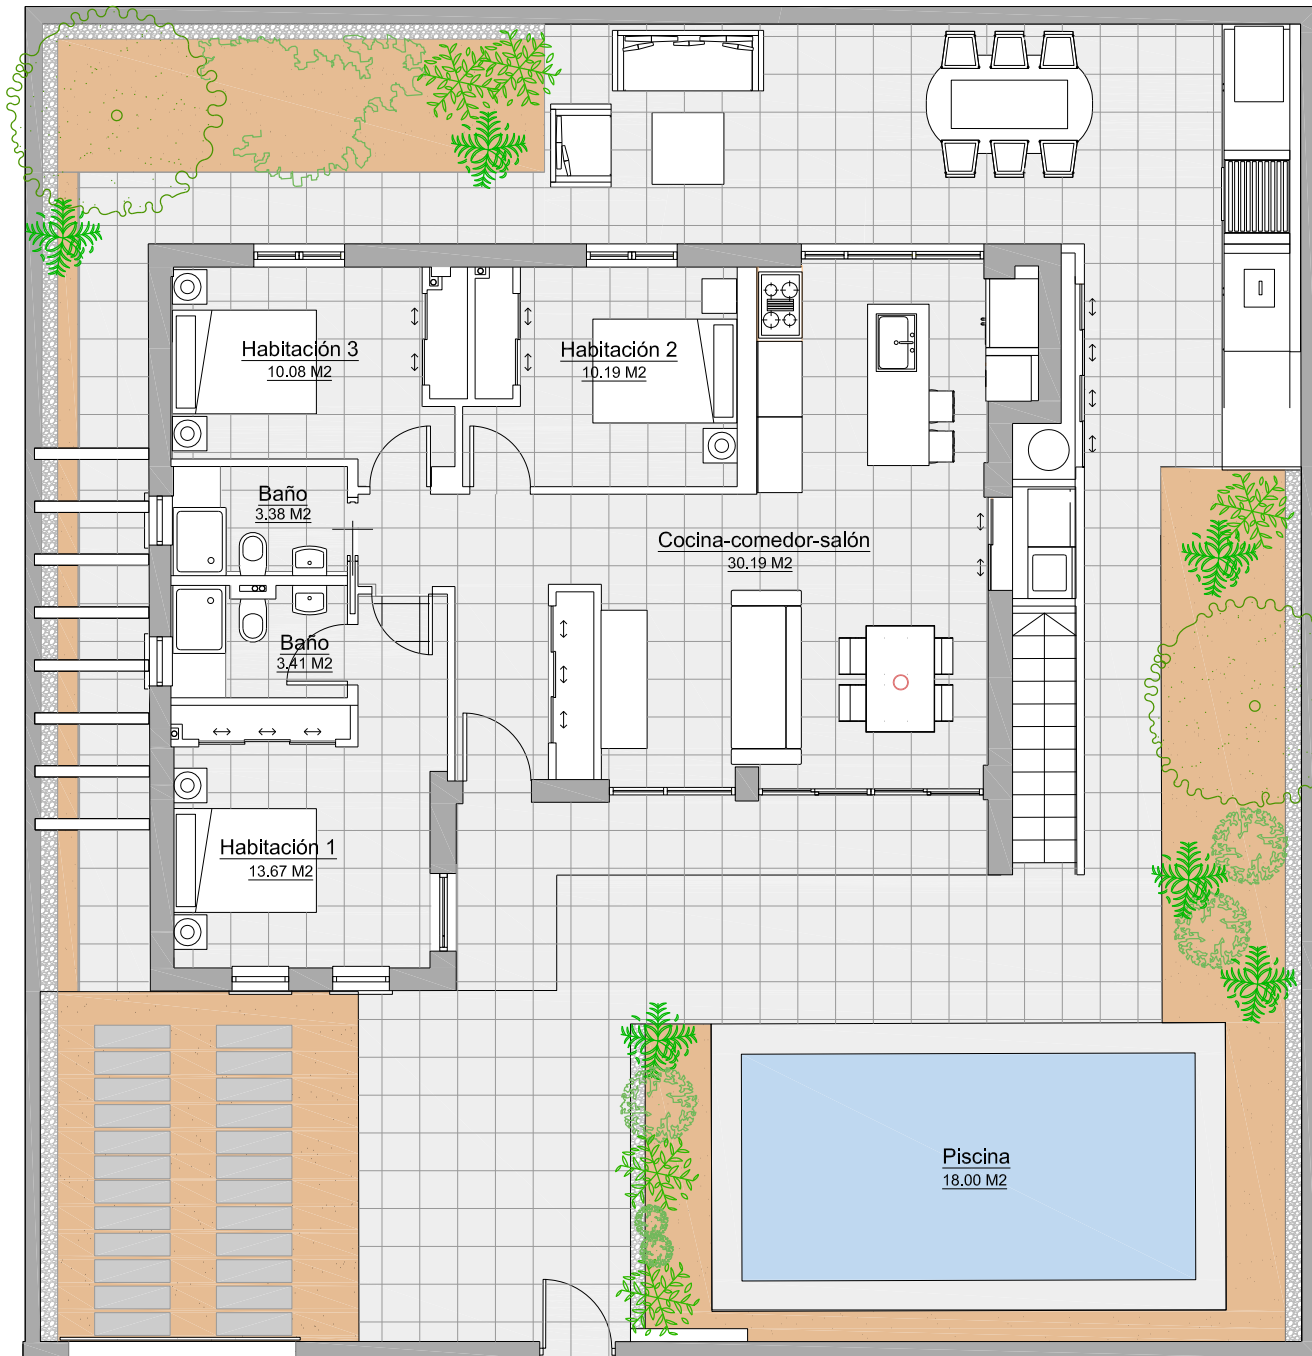 Habitación 3
10.08 M2
Habitación 2
10.19 M2
Baño
3.38 M2
Cocina-comedor-salón
30.19 M2
Baño
3.41 M2
Habitación 1
13.67 M2
Piscina
18.00 M2